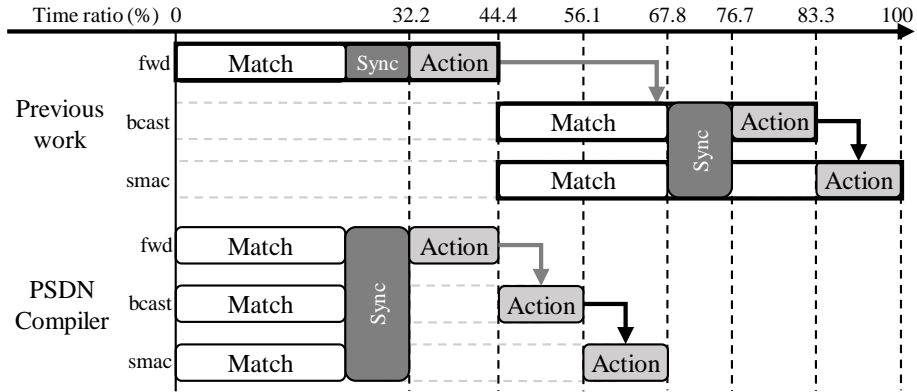 Time ratio (%) 0 32.2 44.4 56.1 67.8 76.7 83.3 100
fwd Match Sync Action
Previous
work
bcast Match Sync Action
smac Match Action
fwd Match Sync Action
PSDN
Compiler
bcast Match Action
smac Match Action